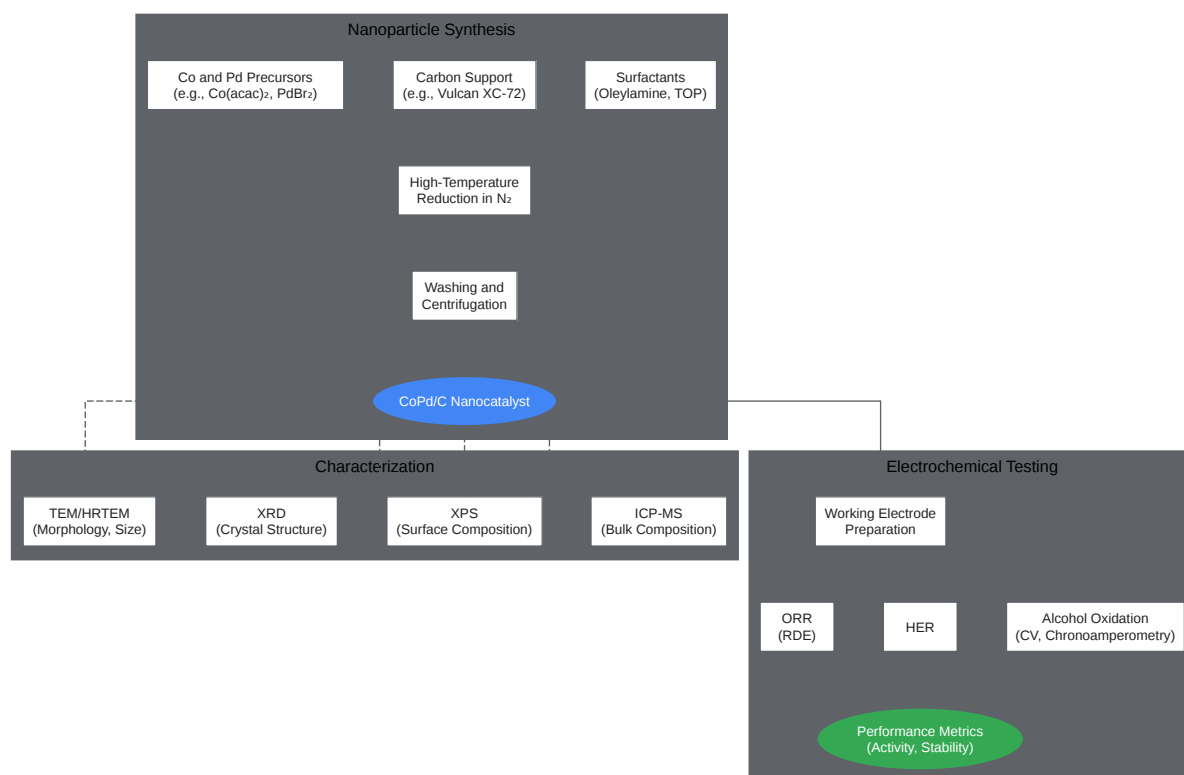 Nanoparticle Synthesis
Co and Pd Precursors
(e.g., Co(acac)₂, PdBr₂)
Carbon Support
(e.g., Vulcan XC-72)
Surfactants
(Oleylamine, TOP)
High-Temperature
Reduction in N₂
Washing and
Centrifugation
CoPd/C Nanocatalyst
Characterization
TEM/HRTEM
(Morphology, Size)
XRD
(Crystal Structure)
XPS
(Surface Composition)
ICP-MS
(Bulk Composition)
Electrochemical Testing
Working Electrode
Preparation
ORR
(RDE)
HER
Alcohol Oxidation
(CV, Chronoamperometry)
Performance Metrics
(Activity, Stability)